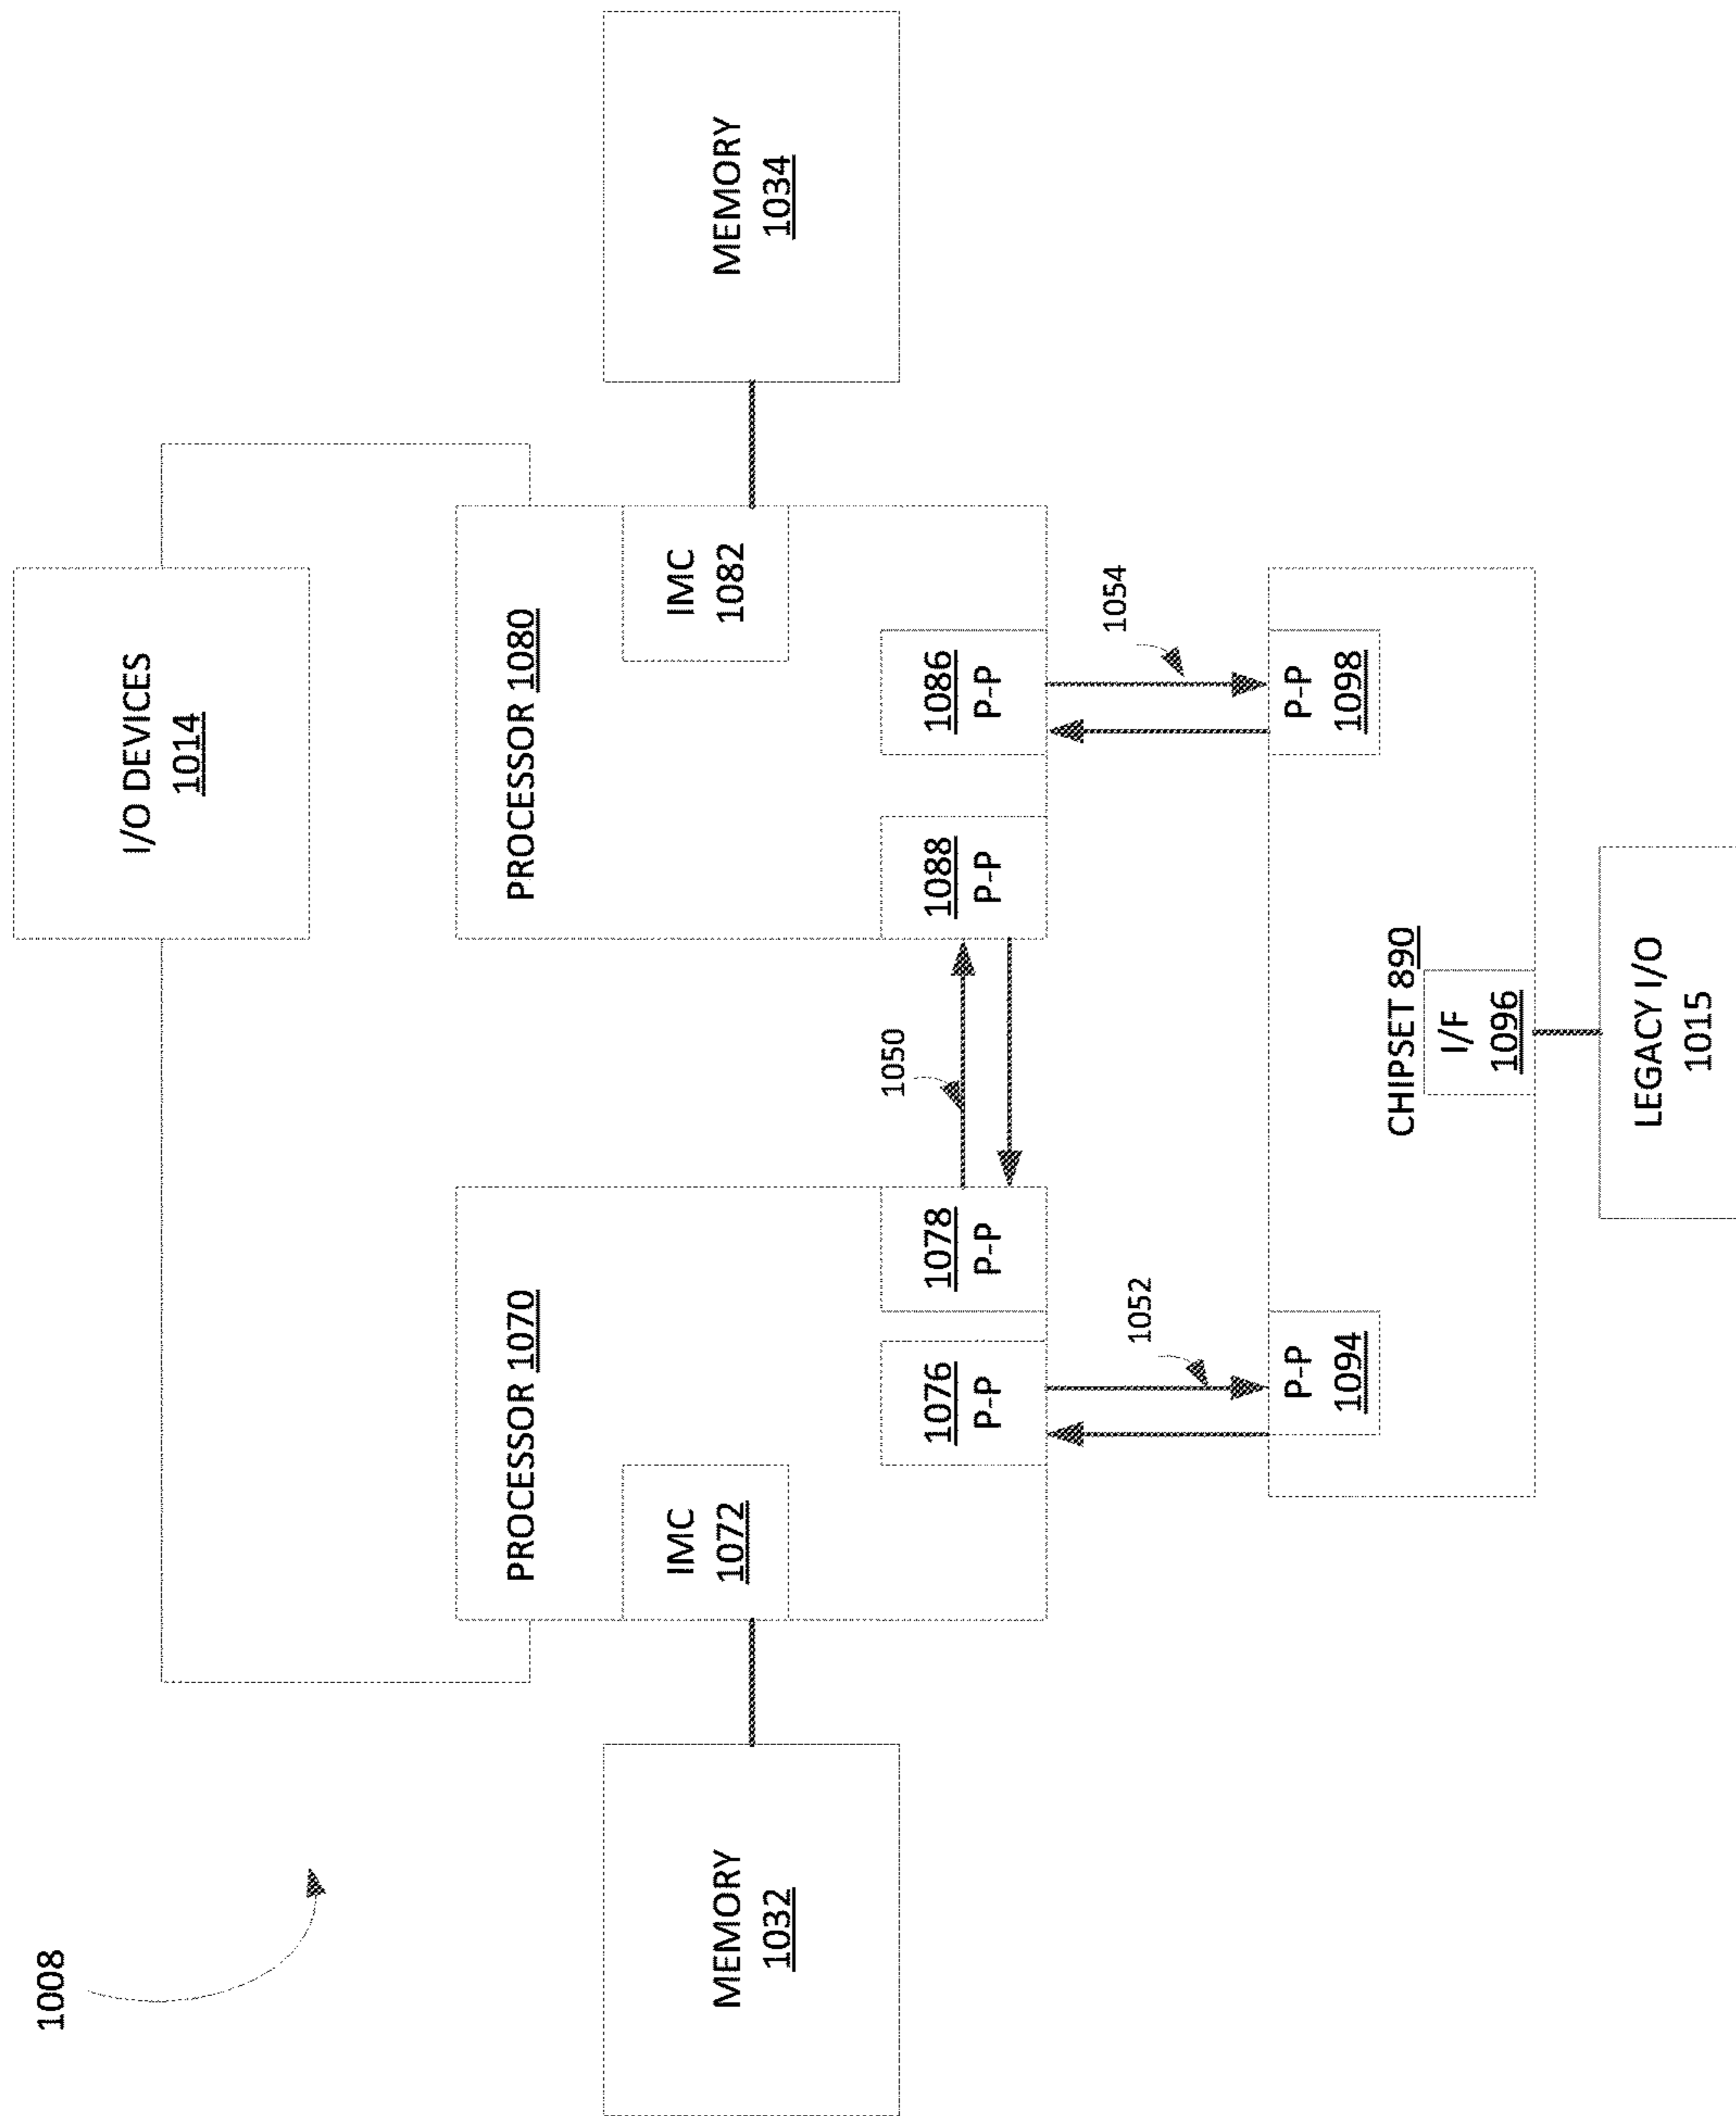 1008
I/O DEVICES
1014
PROCESSOR 1070
PROCESSOR 1080
MEMORY
1032
IMC
1072
IMC
1082
MEMORY
1034
1050
1076
P-P
1078
P-P
1088
P-P
1086
P-P
1052
1054
P-P
1094
P-P
1098
CHIPSET 890
I/F
1096
LEGACY I/O
1015